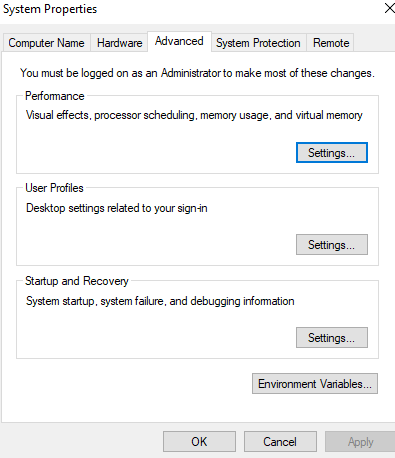 System Properties
Computer Name Hardware Advanced System Protection Remote
You must be logged on as an Administrator to make most of these changes.
Performance
Visual effects, processor scheduling, memory usage, and virtual memory
Settings...
User Profiles
Desktop settings related to your sign-in
Settings...
Startup and Recovery
System startup, system failure, and debugging information
Settings...
Environment Variables...
OK Cancel Apply